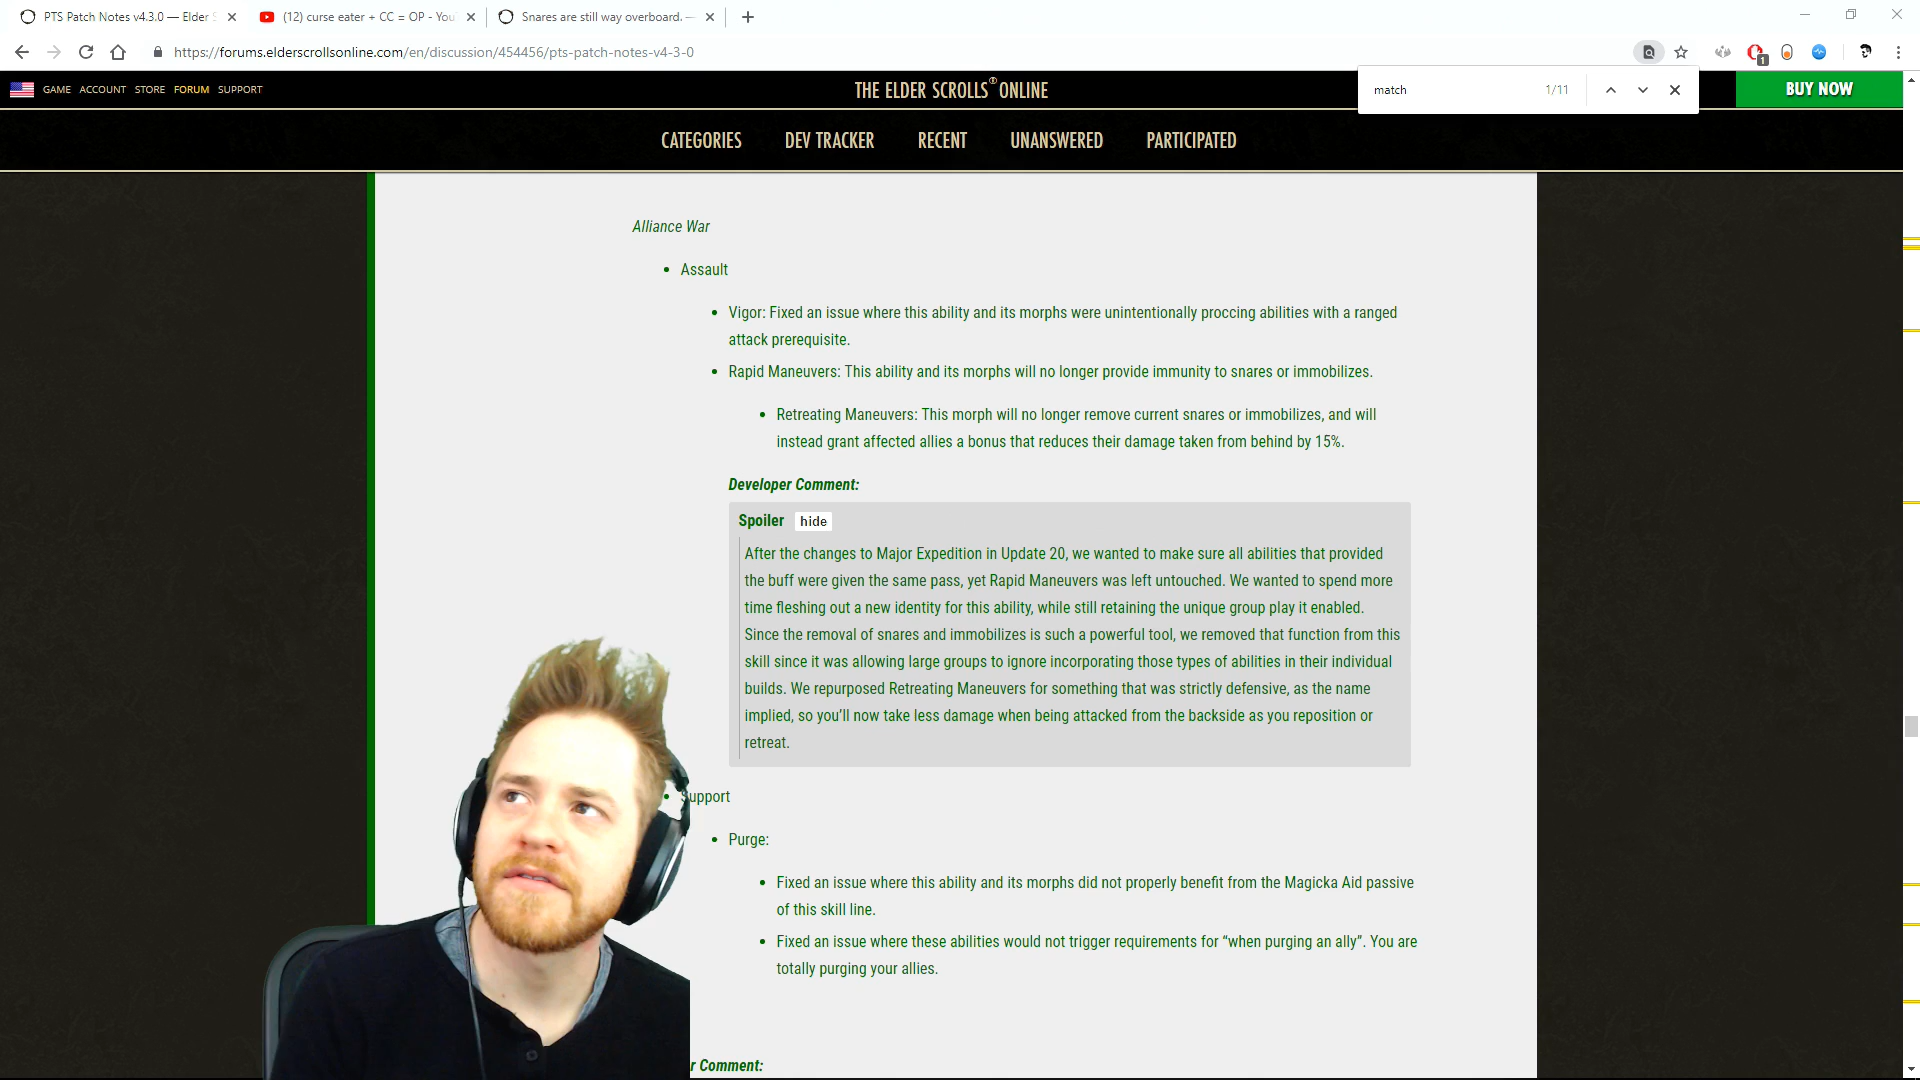 PTS Patch Notes v4.3.0 — Elder S
(12) curse eater + CC = OP - You
Snares are still way overboard. —
https://forums.elderscrollsonline.com/en/discussion/454456/pts-patch-notes-v4-3-0
1
match 1/11
GAME ACCOUNT STORE FORUM SUPPORT
THE ELDER SCROLLS ONLINE
BUY NOW
CATEGORIES DEV TRACKER RECENT UNANSWERED PARTICIPATED
Alliance War
• Assault
• Vigor: Fixed an issue where this ability and its morphs were unintentionally proccing abilities with a ranged
attack prerequisite.
• Rapid Maneuvers: This ability and its morphs will no longer provide immunity to snares or immobilizes.
• Retreating Maneuvers: This morph will no longer remove current snares or immobilizes, and will
instead grant affected allies a bonus that reduces their damage taken from behind by 15%.
Developer Comment:
Spoiler hide
After the changes to Major Expedition in Update 20, we wanted to make sure all abilities that provided
the buff were given the same pass, yet Rapid Maneuvers was left untouched. We wanted to spend more
time fleshing out a new identity for this ability, while still retaining the unique group play it enabled.
Since the removal of snares and immobilizes is such a powerful tool, we removed that function from this
skill since it was allowing large groups to ignore incorporating those types of abilities in their individual
builds. We repurposed Retreating Maneuvers for something that was strictly defensive, as the name
implied, so you'll now take less damage when being attacked from the backside as you reposition or
retreat.
• Support
• Purge:
• Fixed an issue where this ability and its morphs did not properly benefit from the Magicka Aid passive
of this skill line.
• Fixed an issue where these abilities would not trigger requirements for “when purging an ally”. You are
totally purging your allies.
r Comment: